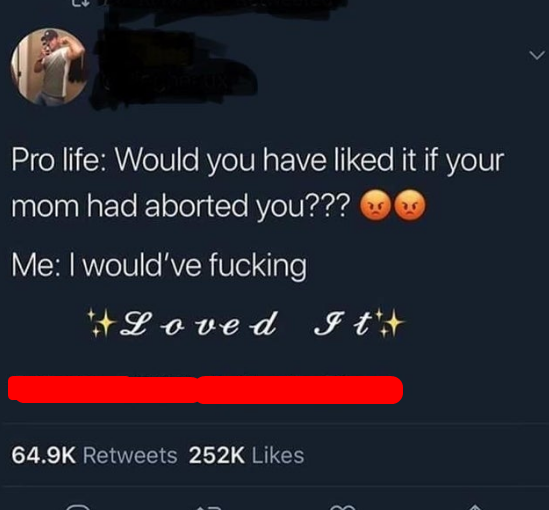 Pro life: Would you have liked it if your
mom had aborted you??? 😡😡
Me: I would've fucking
✨𝓛𝓸𝓿𝓮𝓭 𝓘𝓽✨
64.9K Retweets 252K Likes